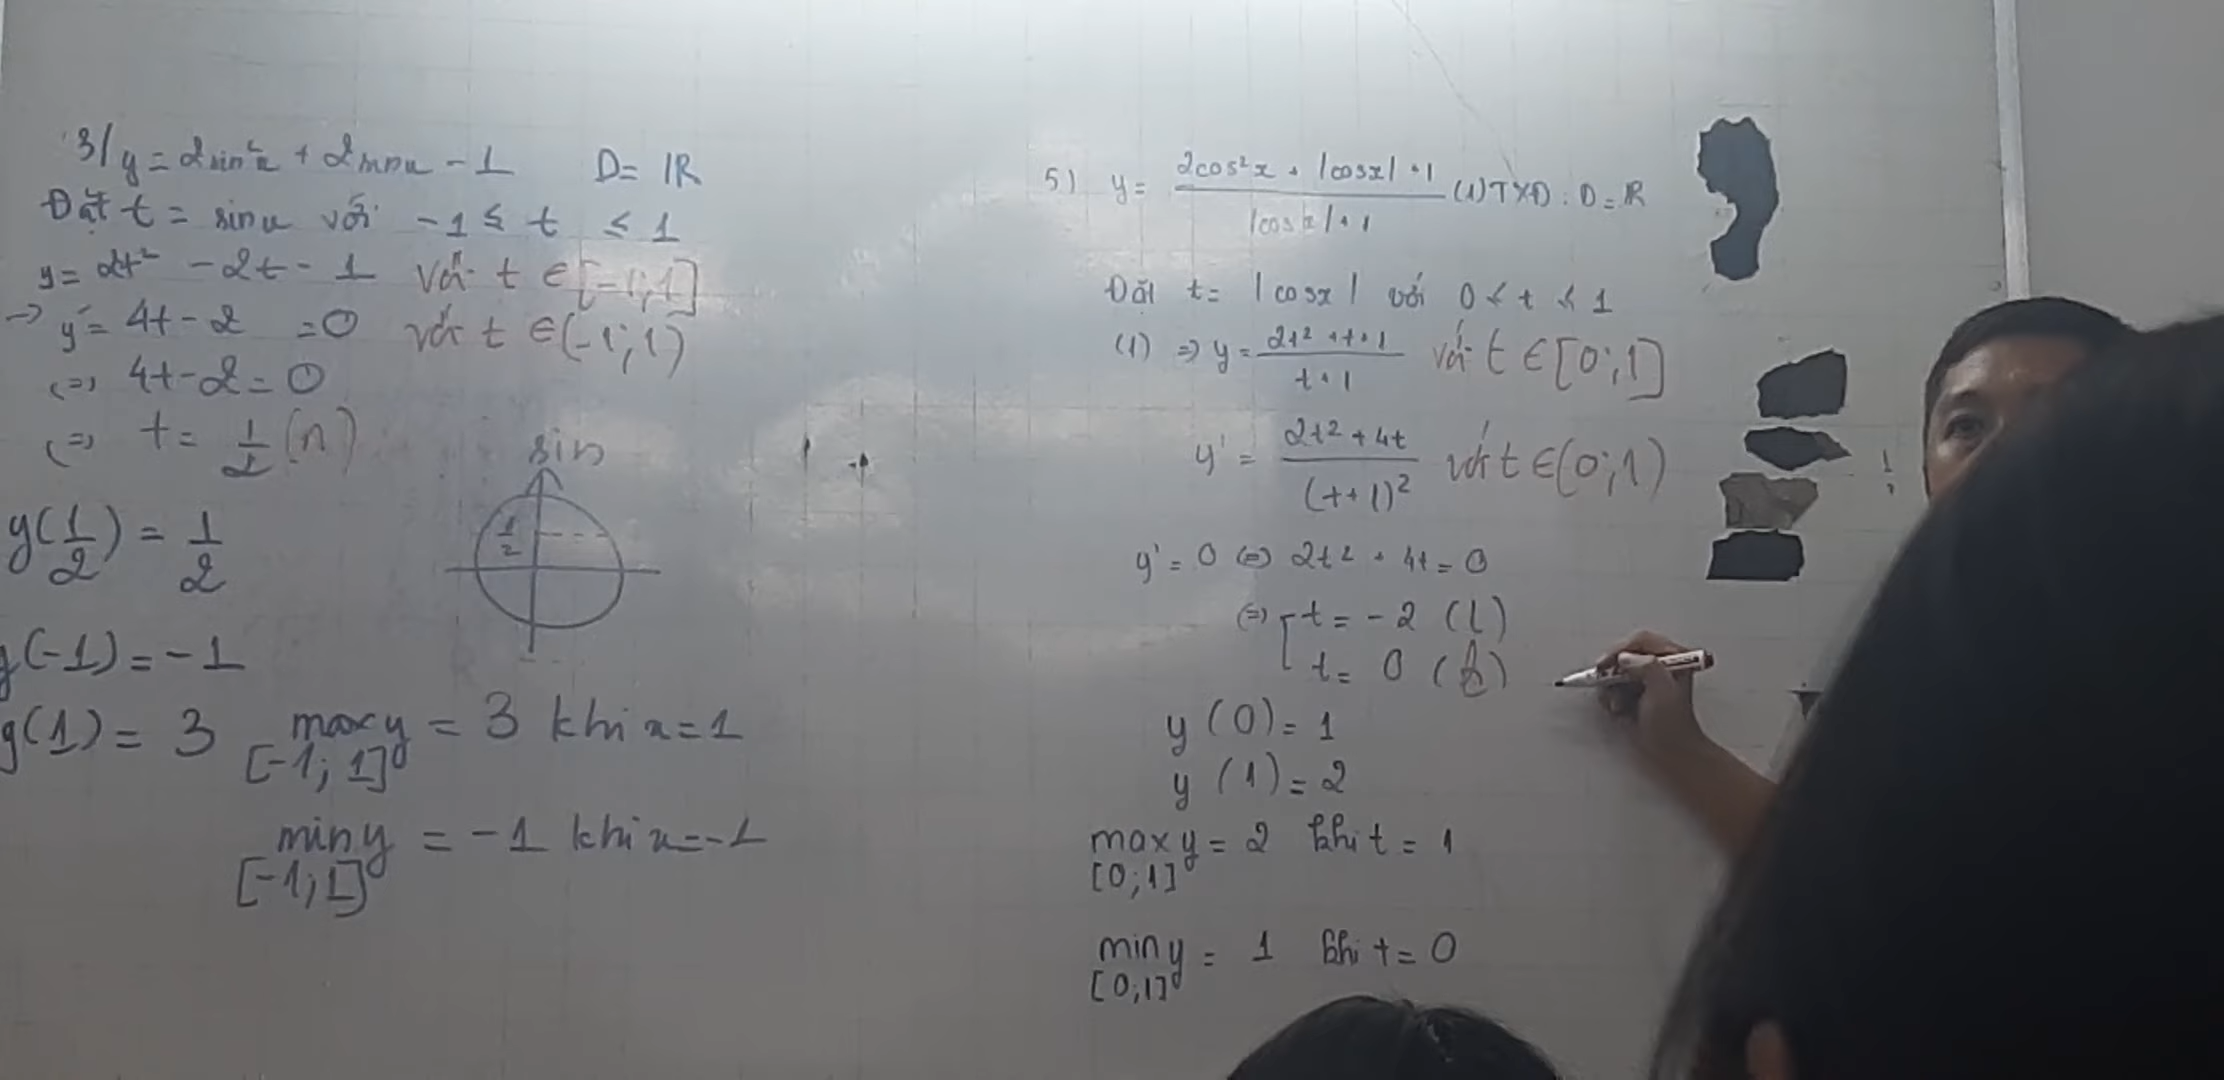 3/ y = 2sin²x + 2sinx - 1 D = IR
Đặt t = sinx với -1 ≤ t ≤ 1
y = 2t² - 2t - 1 với t ∈ [-1;1]
→ y' = 4t - 2 = 0 với t ∈ (-1;1)
(=) 4t - 2 = 0
(=) t = 1/2 (n)
sin
1/2
y(1/2) = 1/2
y(-1) = -1
y(1) = 3
max y = 3 khi x = 1
[-1; 1]
min y = -1 khi x = -1
[-1; 1]
5) y = (2cos²x + |cosx| + 1)/(|cosx| + 1) (1) TXĐ: D = R
Đặt t = |cosx| với 0 ≤ t ≤ 1
(1) ⇒ y = (2t² + t + 1)/(t + 1) với t ∈ [0;1]
y' = (2t² + 4t)/(t + 1)² với t ∈ (0;1)
y' = 0 (=) 2t² + 4t = 0
(=) [ t = -2 (l)
t = 0 (l)
y(0) = 1
y(1) = 2
max y = 2 khi t = 1
[0;1]
min y = 1 khi t = 0
[0;1]